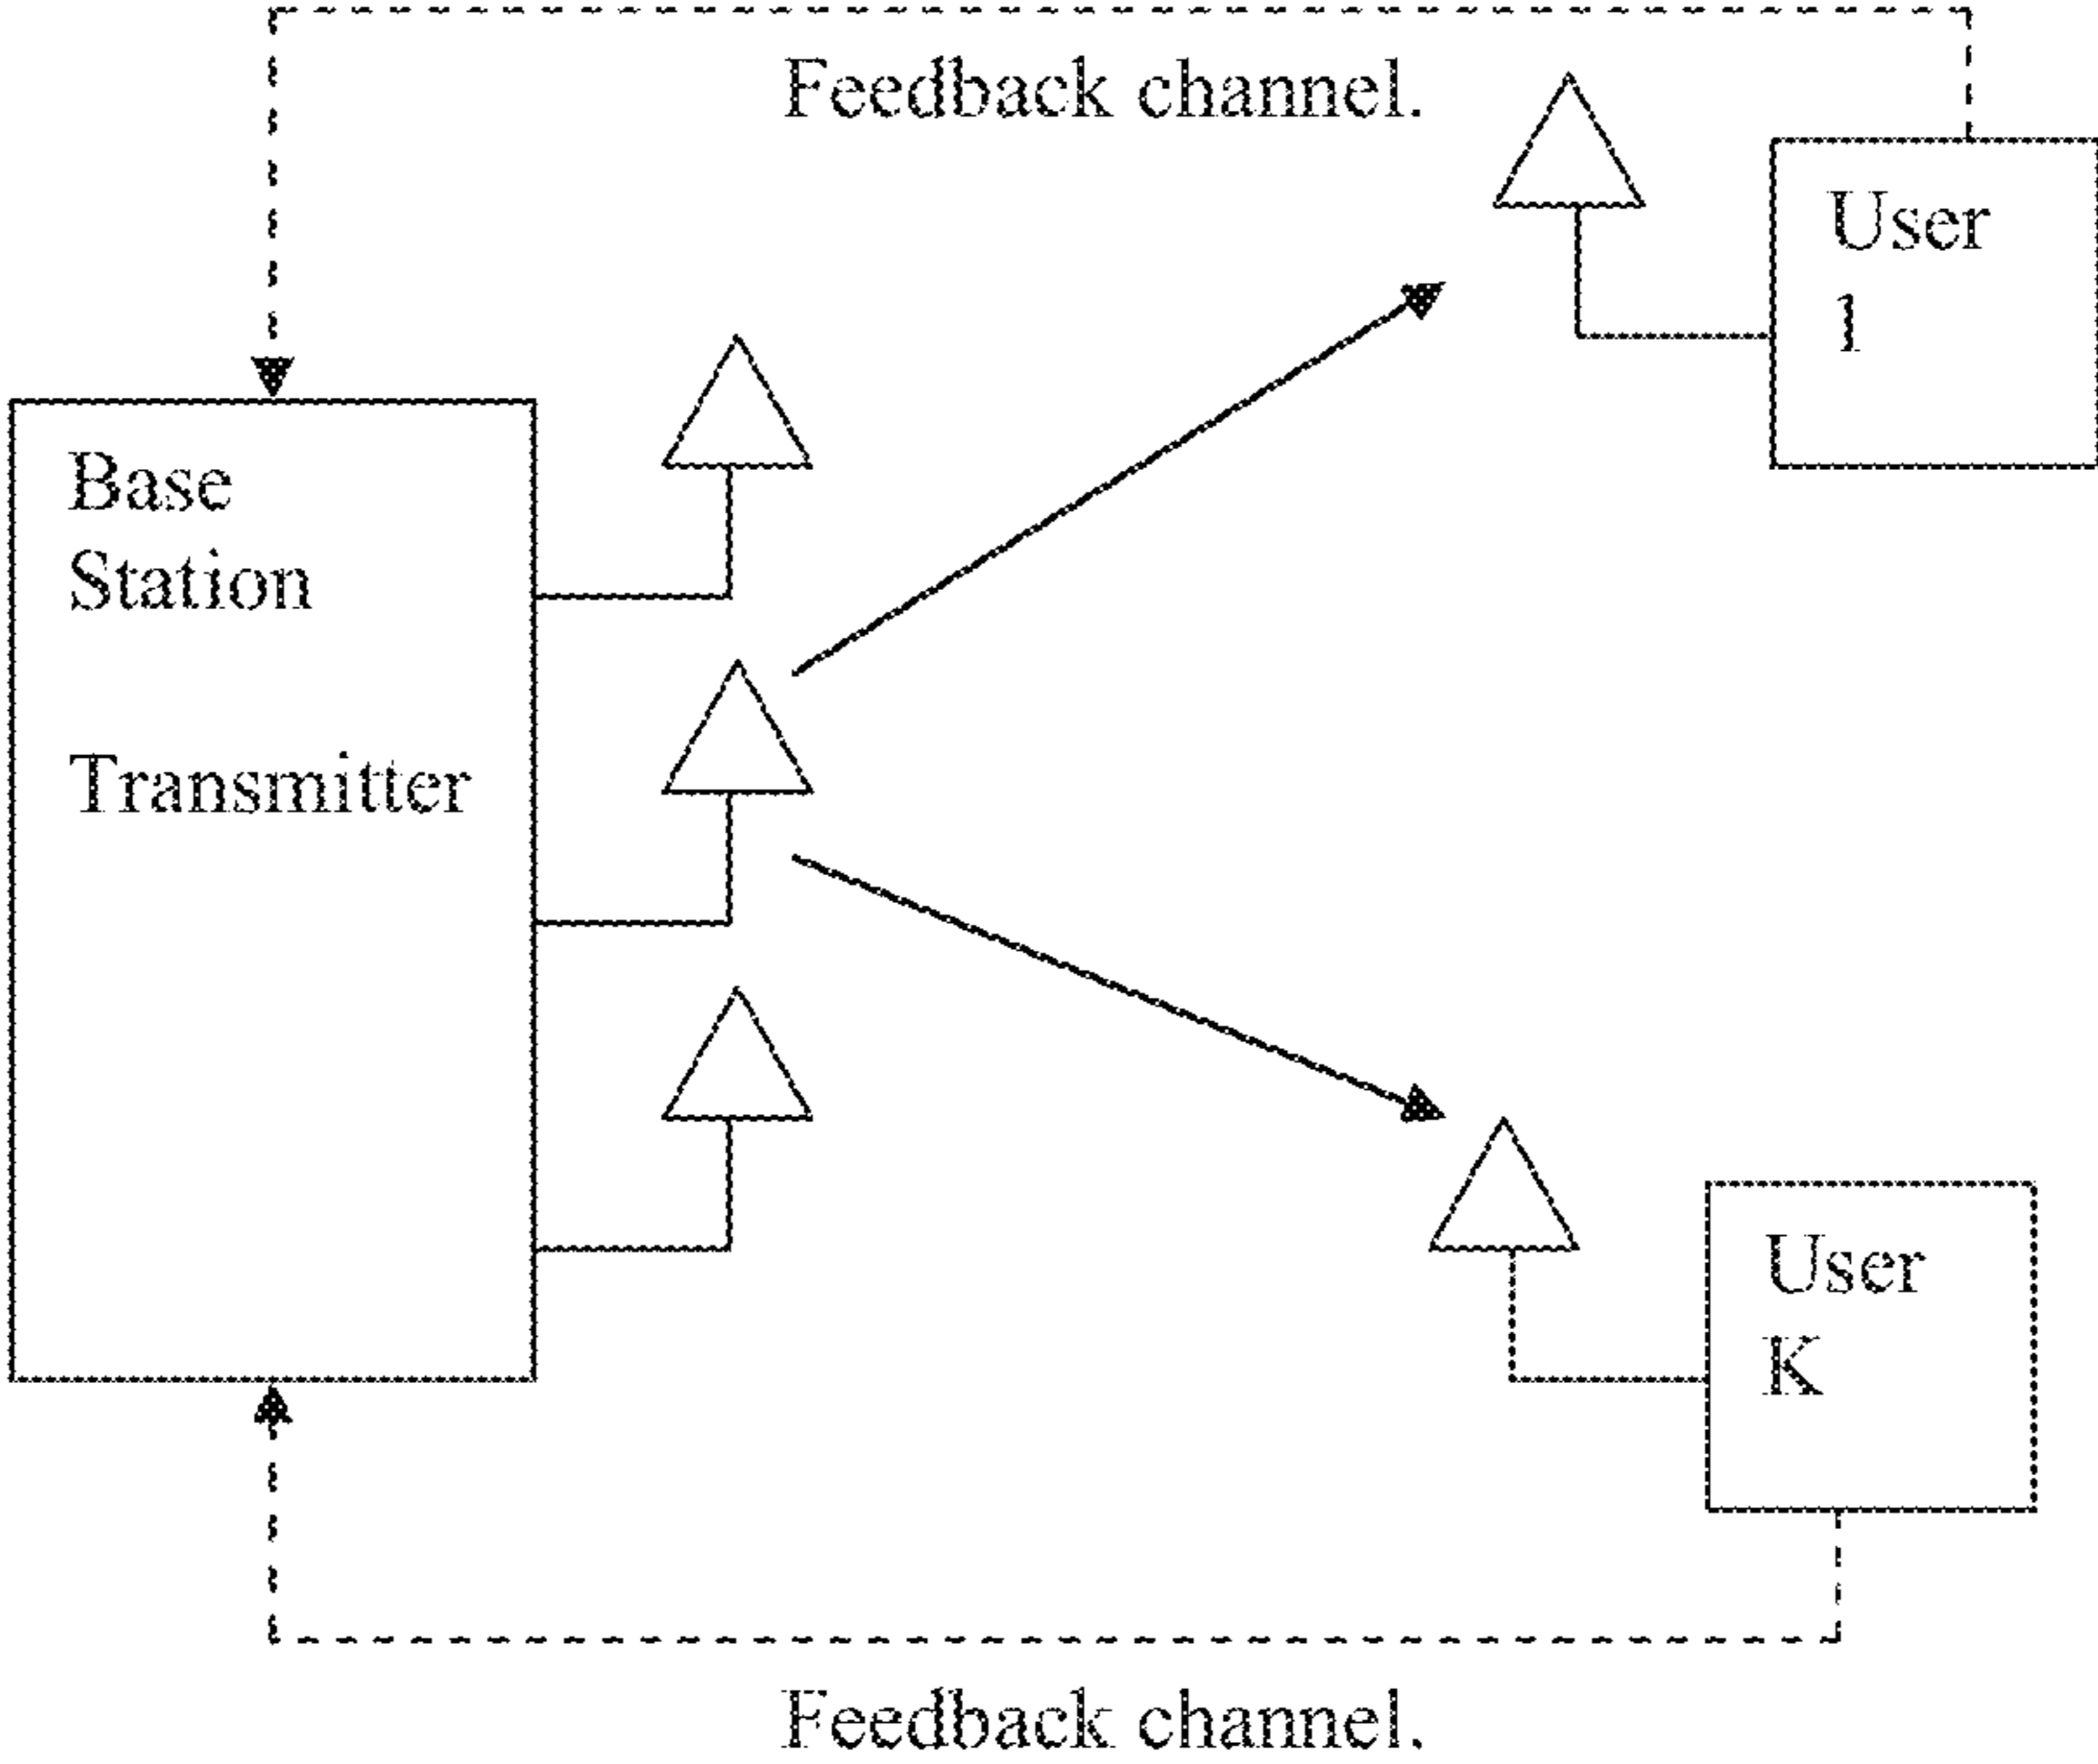 Feedback channel.
User
1
Base
Station
Transmitter
User
K
Feedback channel.